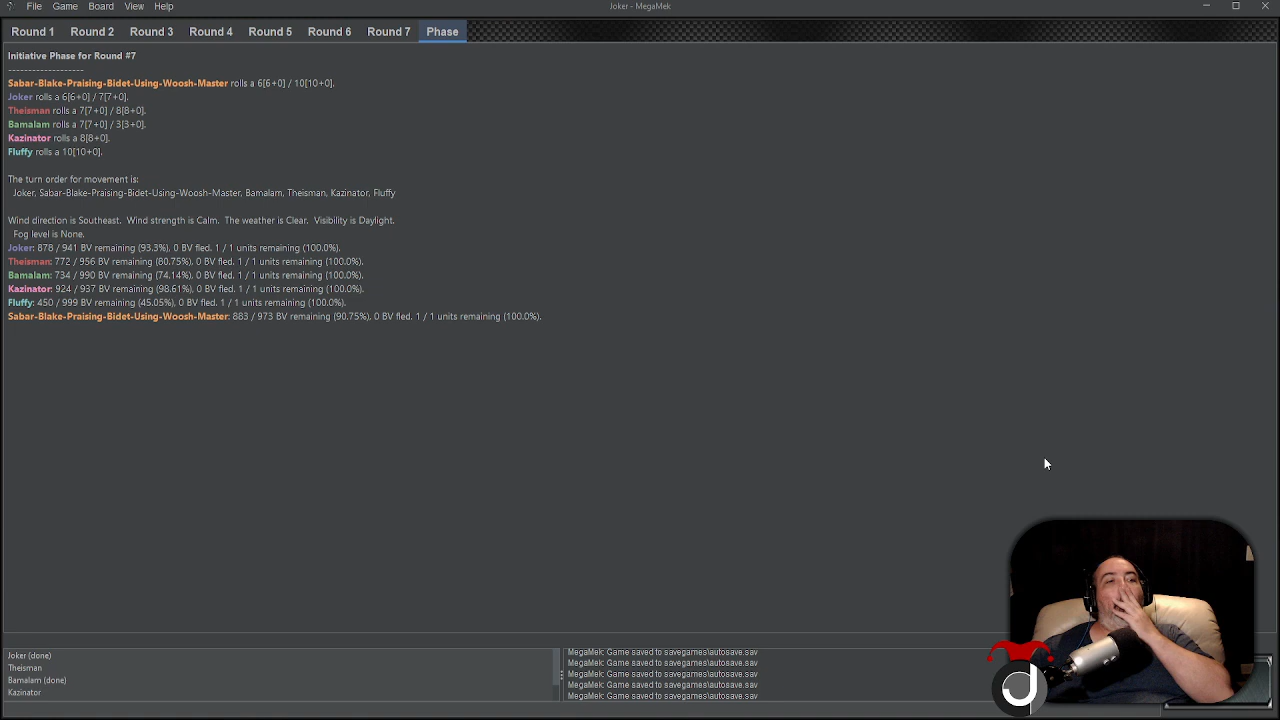 File Game Board View Help
Joker - MegaMek
Round 1 Round 2 Round 3 Round 4 Round 5 Round 6 Round 7 Phase
Initiative Phase for Round #7
-------------------
Sabar-Blake-Praising-Bidet-Using-Woosh-Master rolls a 6[6+0] / 10[10+0].
Joker rolls a 6[6+0] / 7[7+0].
Theisman rolls a 7[7+0] / 8[8+0].
Bamalam rolls a 7[7+0] / 3[3+0].
Kazinator rolls a 8[8+0].
Fluffy rolls a 10[10+0].
The turn order for movement is:
Joker, Sabar-Blake-Praising-Bidet-Using-Woosh-Master, Bamalam, Theisman, Kazinator, Fluffy
Wind direction is Southeast. Wind strength is Calm. The weather is Clear. Visibility is Daylight.
Fog level is None.
Joker: 878 / 941 BV remaining (93.3%), 0 BV fled. 1 / 1 units remaining (100.0%).
Theisman: 772 / 956 BV remaining (80.75%), 0 BV fled. 1 / 1 units remaining (100.0%).
Bamalam: 734 / 990 BV remaining (74.14%), 0 BV fled. 1 / 1 units remaining (100.0%).
Kazinator: 924 / 937 BV remaining (98.61%), 0 BV fled. 1 / 1 units remaining (100.0%).
Fluffy: 450 / 999 BV remaining (45.05%), 0 BV fled. 1 / 1 units remaining (100.0%).
Sabar-Blake-Praising-Bidet-Using-Woosh-Master: 883 / 973 BV remaining (90.75%), 0 BV fled. 1 / 1 units remaining (100.0%).
Joker (done)
Theisman
Bamalam (done)
Kazinator
MegaMek: Game saved to savegames\autosave.sav
MegaMek: Game saved to savegames\autosave.sav
MegaMek: Game saved to savegames\autosave.sav
MegaMek: Game saved to savegames\autosave.sav
MegaMek: Game saved to savegames\autosave.sav